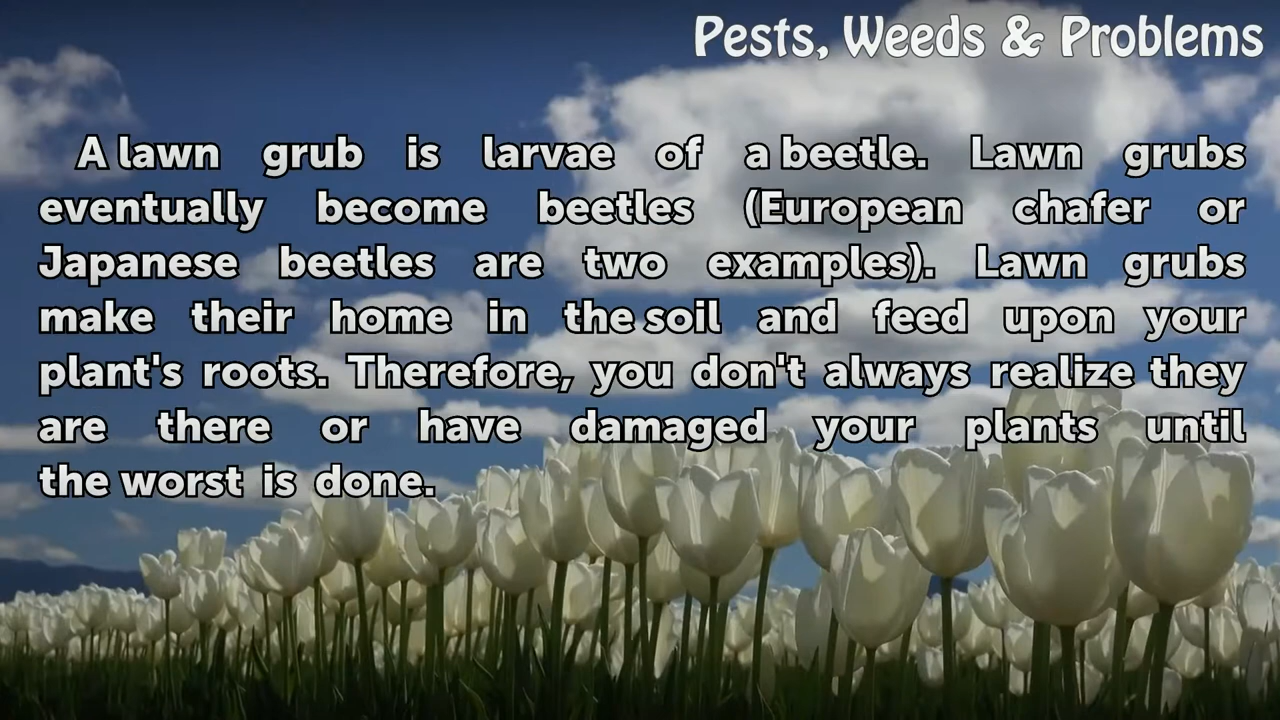 Pests, Weeds & Problems
A lawn grub is larvae of a beetle. Lawn grubs
eventually become beetles (European chafer or
Japanese beetles are two examples). Lawn grubs
make their home in the soil and feed upon your
plant's roots. Therefore, you don't always realize they
are there or have damaged your plants until
the worst is done.